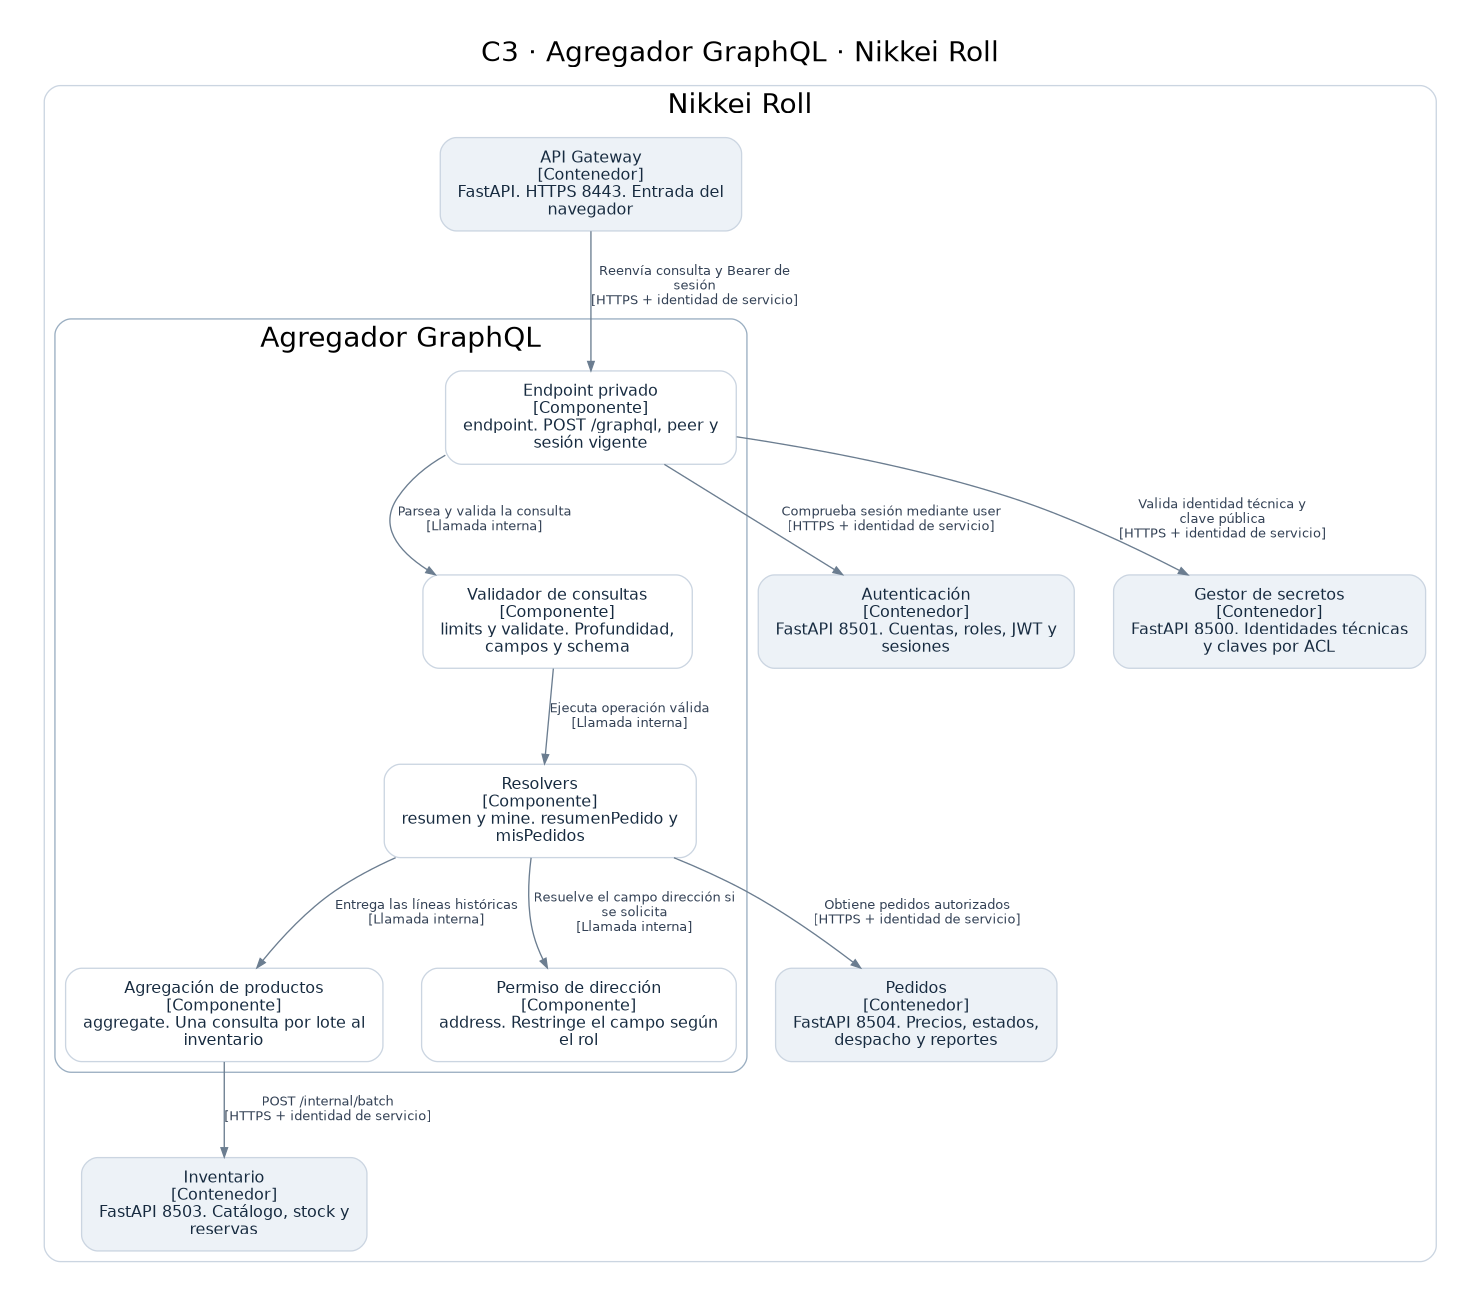 C3 · Agregador GraphQL · Nikkei Roll
Nikkei Roll
API Gateway
[Contenedor]
FastAPI. HTTPS 8443. Entrada del
navegador
Reenvía consulta y Bearer de
sesión
[HTTPS + identidad de servicio]
Agregador GraphQL
Endpoint privado
[Componente]
endpoint. POST /graphql, peer y
sesión vigente
Parsea y valida la consulta
[Llamada interna]
Comprueba sesión mediante user
[HTTPS + identidad de servicio]
Valida identidad técnica y
clave pública
[HTTPS + identidad de servicio]
Validador de consultas
[Componente]
limits y validate. Profundidad,
campos y schema
Autenticación
[Contenedor]
FastAPI 8501. Cuentas, roles, JWT y
sesiones
Gestor de secretos
[Contenedor]
FastAPI 8500. Identidades técnicas
y claves por ACL
Ejecuta operación válida
[Llamada interna]
Resolvers
[Componente]
resumen y mine. resumenPedido y
misPedidos
Entrega las líneas históricas
[Llamada interna]
Resuelve el campo dirección si
se solicita
[Llamada interna]
Obtiene pedidos autorizados
[HTTPS + identidad de servicio]
Agregación de productos
[Componente]
aggregate. Una consulta por lote al
inventario
Permiso de dirección
[Componente]
address. Restringe el campo según
el rol
Pedidos
[Contenedor]
FastAPI 8504. Precios, estados,
despacho y reportes
POST /internal/batch
[HTTPS + identidad de servicio]
Inventario
[Contenedor]
FastAPI 8503. Catálogo, stock y
reservas